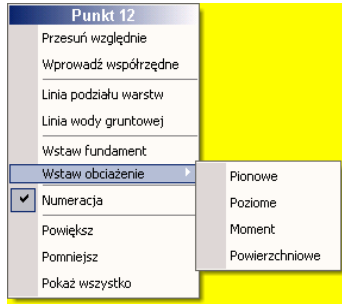 Punkt 12
Przesuń względnie
Wprowadź współrzędne
Linia podziału warstw
Linia wody gruntowej
Wstaw fundament
Wstaw obciażenie
Numeracja
Powiększ
Pomniejsz
Pokaż wszystko
Pionowe
Poziome
Moment
Powierzchniowe